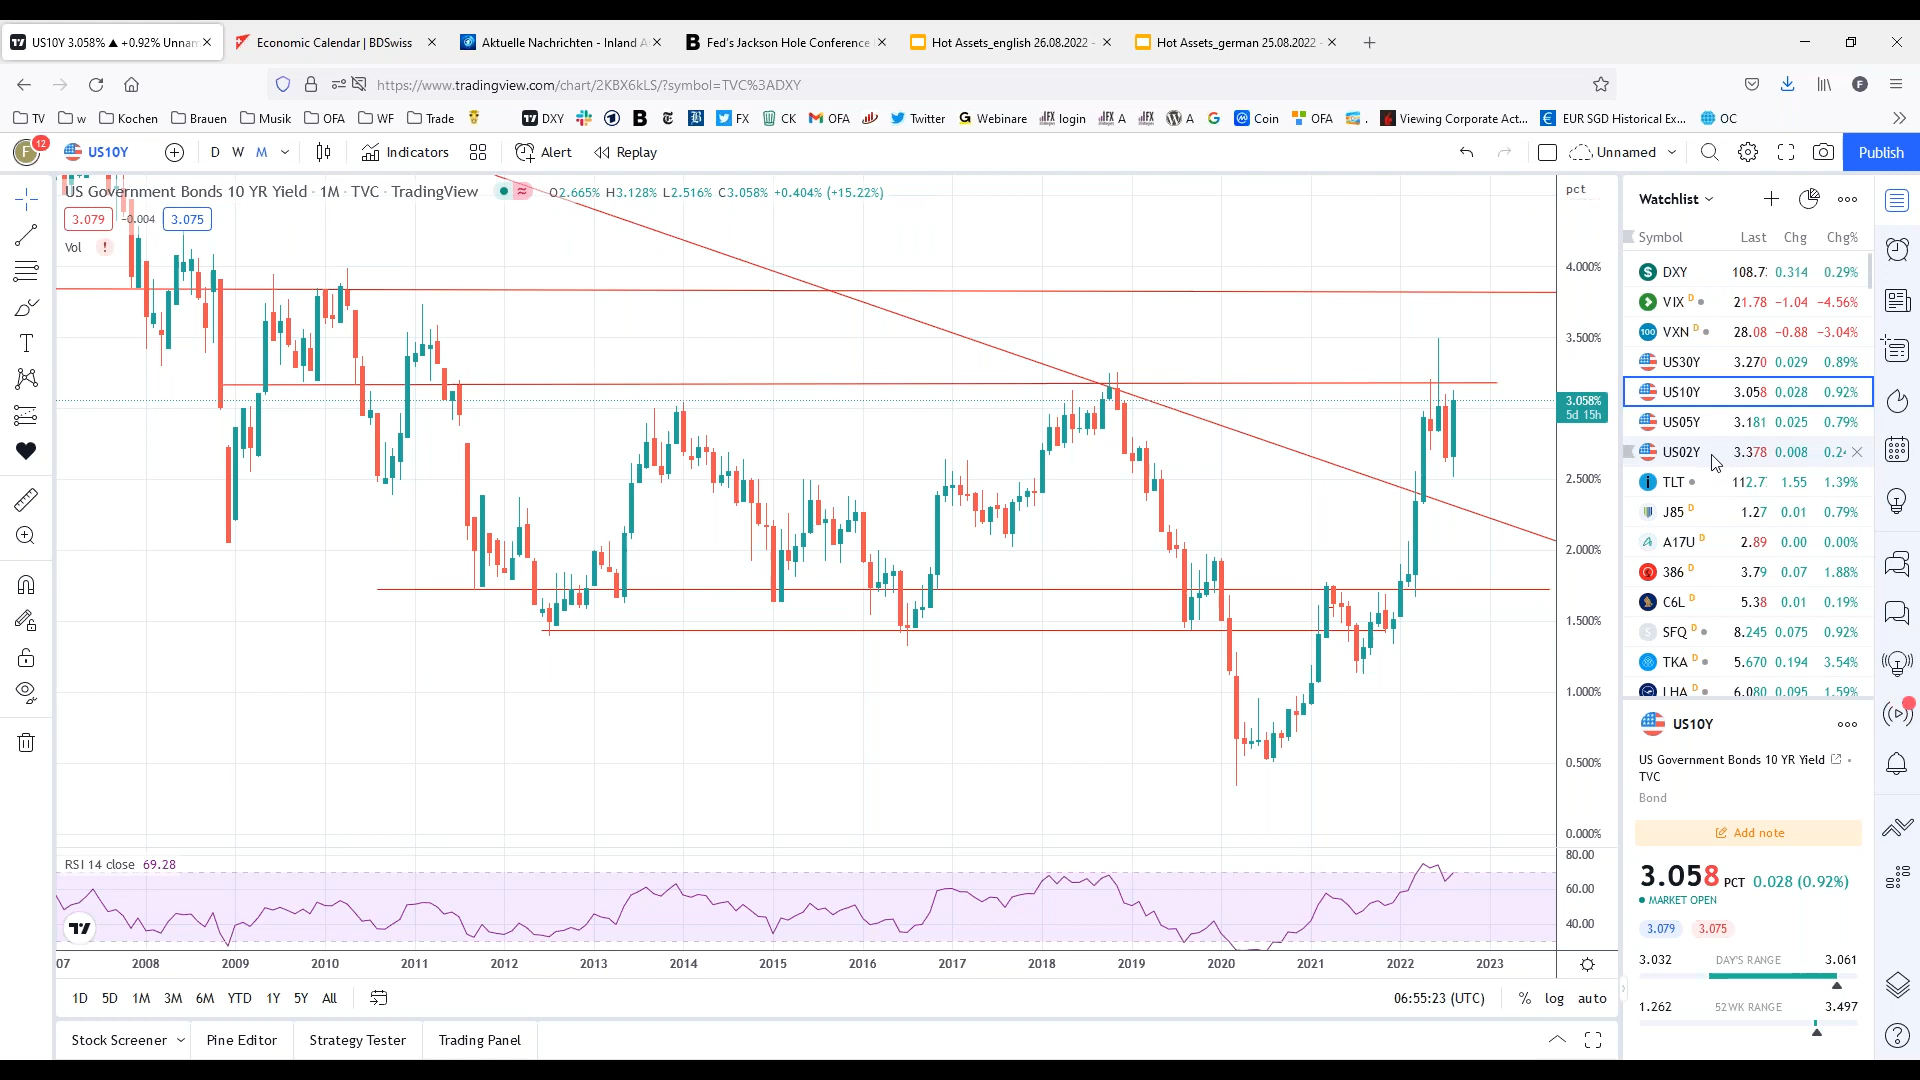 US10Y 3.058% ▲ +0.92% Unnam
Economic Calendar | BDSwiss
Aktuelle Nachrichten - Inland A
Fed's Jackson Hole Conference
Hot Assets_english 26.08.2022 -
Hot Assets_german 25.08.2022 -
https://www.tradingview.com/chart/2KBX6kLS/?symbol=TVC%3ADXY
TV w Kochen Brauen Musik OFA WF Trade DXY FX CK OFA Twitter Webinare login A A Coin OFA . Viewing Corporate Act... EUR SGD Historical Ex... OC
F 12 US10Y D W M Indicators Alert Replay Unnamed Publish
US Government Bonds 10 YR Yield · 1M · TVC · TradingView O2.665% H3.128% L2.516% C3.058% +0.404% (+15.22%)
3.079 -0.004 3.075
Vol
pct
4.000%
3.500%
3.058%
5d 15h
2.500%
2.000%
1.500%
1.000%
0.500%
0.000%
RSI 14 close 69.28
80.00
60.00
40.00
07 2008 2009 2010 2011 2012 2013 2014 2015 2016 2017 2018 2019 2020 2021 2022 2023
1D 5D 1M 3M 6M YTD 1Y 5Y All
06:55:23 (UTC) % log auto
Stock Screener Pine Editor Strategy Tester Trading Panel
Watchlist
Symbol Last Chg Chg%
DXY 108.7 0.314 0.29%
VIX D 21.78 −1.04 −4.56%
VXN D 28.08 −0.88 −3.04%
US30Y 3.270 0.029 0.89%
US10Y 3.058 0.028 0.92%
US05Y 3.181 0.025 0.79%
US02Y 3.378 0.008 0.2
TLT 112.7 1.55 1.39%
J85 D 1.27 0.01 0.79%
A17U D 2.89 0.00 0.00%
386 D 3.79 0.07 1.88%
C6L D 5.38 0.01 0.19%
SFQ D 8.245 0.075 0.92%
TKA D 5.670 0.194 3.54%
LHA D 6.080 0.095 1.59%
US10Y
US Government Bonds 10 YR Yield
TVC
Bond
Add note
3.058 PCT 0.028 (0.92%)
MARKET OPEN
3.079 3.075
3.032 DAY'S RANGE 3.061
1.262 52WK RANGE 3.497